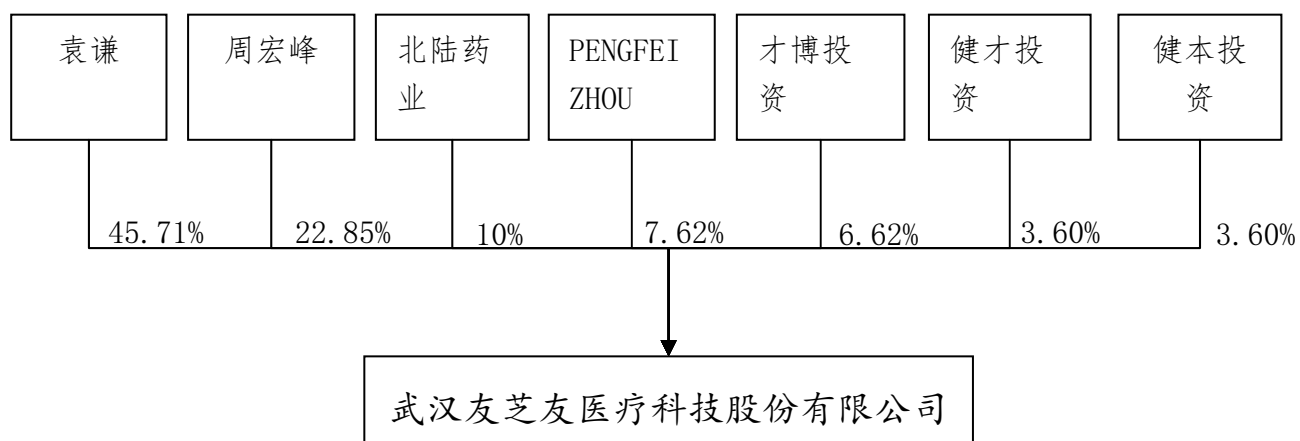 袁谦
周宏峰
北陆药
业
PENGFEI
ZHOU
才博投
资
健才投
资
健本投
资
45.71%
22.85%
10%
7.62%
6.62%
3.60%
3.60%
武汉友芝友医疗科技股份有限公司